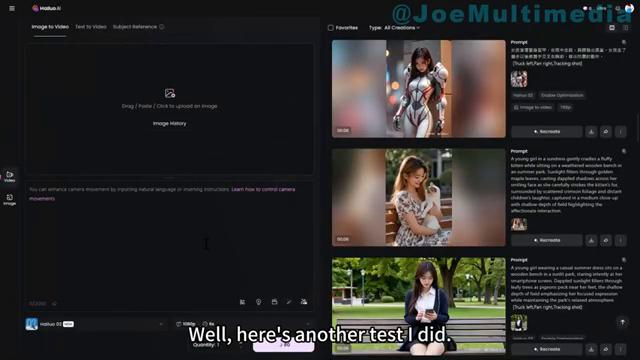 @JoeMultimedia
Hailuo AI
Image to Video
Text to Video
Subject Reference
Drag / Paste / Click to upload an image
Image History
You can enhance camera movement by inputting natural language or inserting instructions. Learn how to control camera
movements
Video
Image
0/2000
Hailuo 02
NEW
1080p
6s
Quantity: 1
80
Favorites
Type: All Creations
00:06
Prompt
[Truck left,Pan right,Tracking shot]
Hailuo 02
Enable Optimization
Image to video
768p
Recreate
00:06
Prompt
A young girl in a sundress gently cradles a fluffy
kitten while sitting on a weathered wooden bench in
an summer park. Sunlight filters through golden
maple leaves, casting dappled shadows across her
smiling face as she carefully strokes the kitten's fur,
surrounded by scattered crimson foliage and distant
children's laughter, captured in a medium close-up
with shallow depth of field highlighting the
affectionate interaction.
Recreate
00:06
Prompt
A young girl wearing a casual summer dress sits on a
wooden bench in a sunlit park, staring intently at her
smartphone screen. Dappled sunlight filters through
leafy trees as pigeons pick near her feet, the shallow
depth of field emphasizing her focused expression
while maintaining the park's relaxed atmosphere.
[Truck left,Pan right,Tracking shot]
Recreate
Well, here's another test I did.